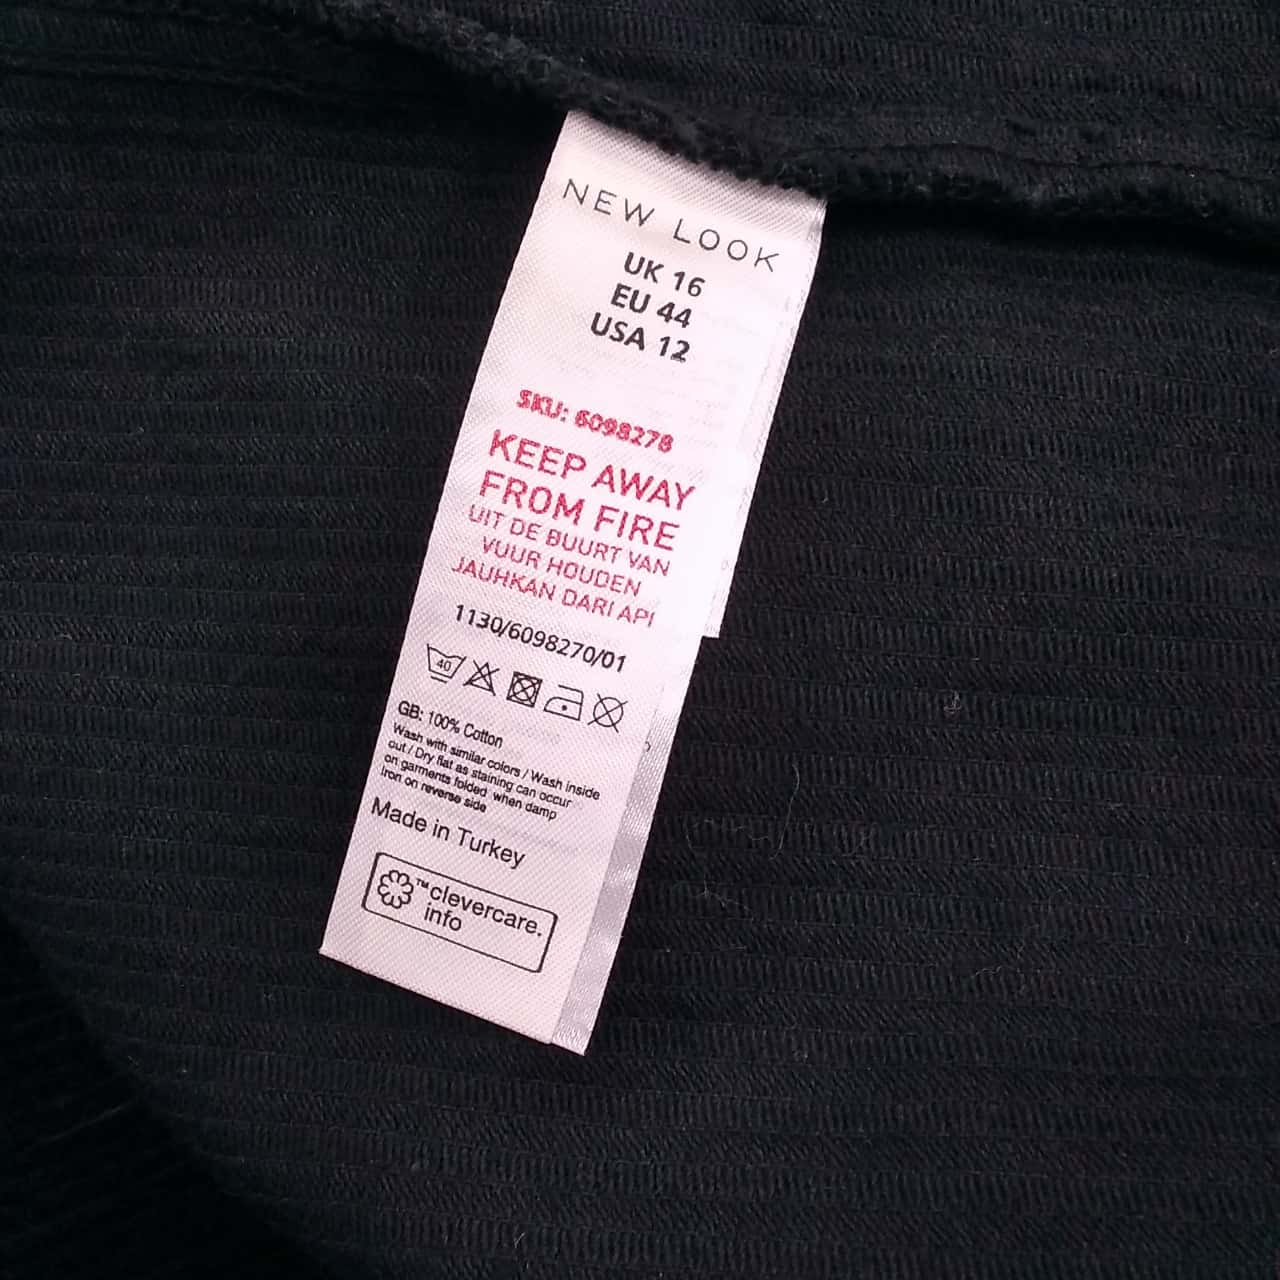 NEW LOOK
UK 16
EU 44
USA 12
SKU: 6098278
KEEP AWAY
FROM FIRE
UIT DE BUURT VAN
VUUR HOUDEN
JAUHKAN DARI API
1130/6098270/01
40
GB: 100% Cotton
Wash with similar colors / Wash inside
out / Dry flat as staining can occur
on garments folded when damp
Iron on reverse side
Made in Turkey
™clevercare.
info